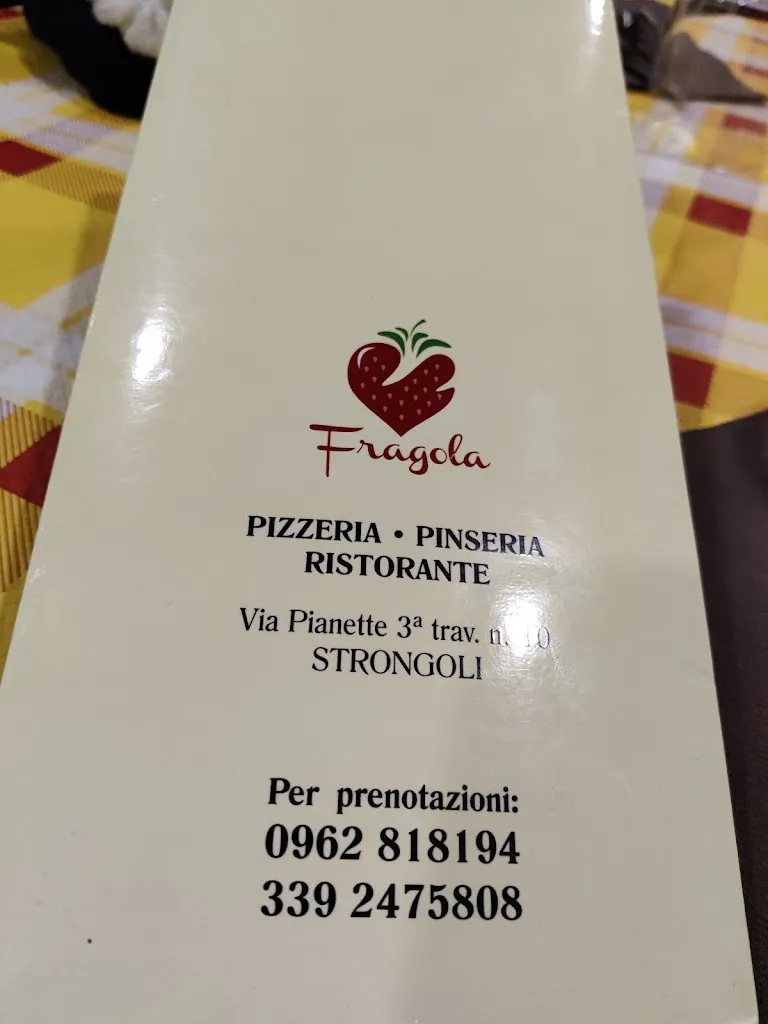 Fragola
PIZZERIA • PINSERIA
RISTORANTE
Via Pianette 3ª trav.
STRONGOLI
Per prenotazioni:
0962 818194
339 2475808